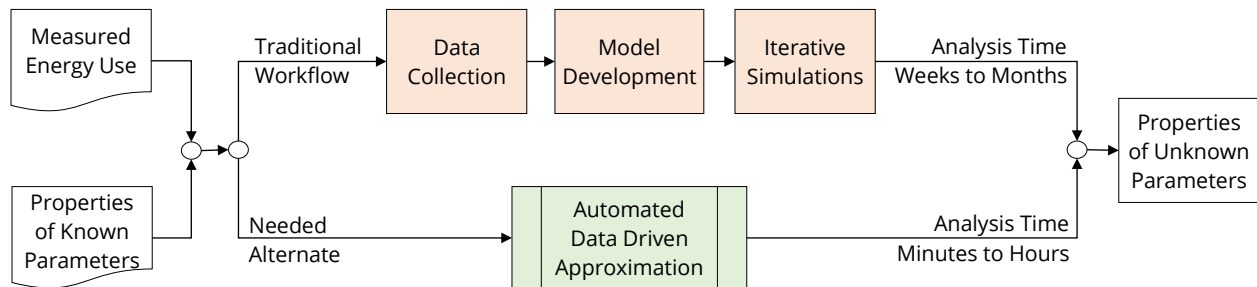 Measured
Energy Use
Traditional
Workflow
Data
Collection
Model
Development
Iterative
Simulations
Analysis Time
Weeks to Months
Properties
of Unknown
Parameters
Properties
of Known
Parameters
Needed
Alternate
Automated
Data Driven
Approximation
Analysis Time
Minutes to Hours